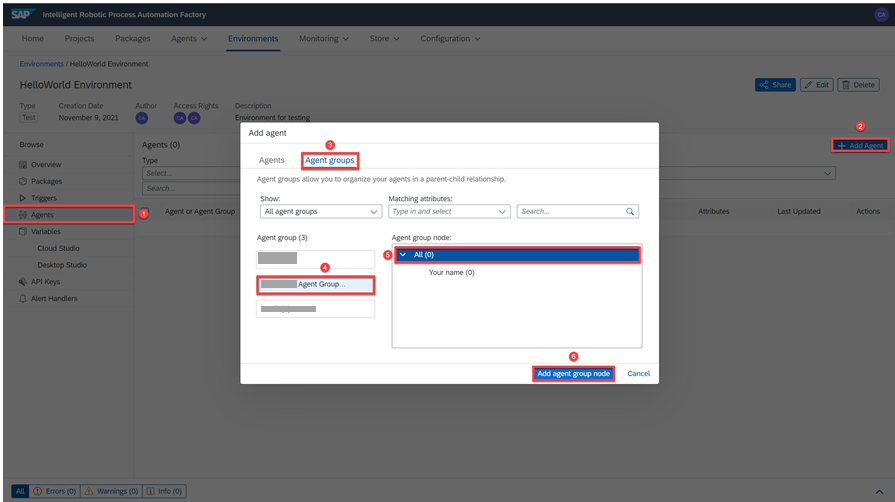 SAP Intelligent Robotic Process Automation Factory CA
Home Projects Packages Agents Environments Monitoring Store Configuration
Environments / HelloWorld Environment
HelloWorld Environment
Share Edit Delete
Type Creation Date Author Access Rights Description
Test November 9, 2021 CA CA CA Environment for testing
Browse
Overview
Packages
Triggers
Agents 1
Variables
Cloud Studio
Desktop Studio
API Keys
Alert Handlers
Agents (0)
2
+ Add Agent
Type
Select...
Search...
Agent or Agent Group Attributes Last Updated Actions
Add agent
3
Agents Agent groups
Agent groups allow you to organize your agents in a parent-child relationship.
Show: Matching attributes:
All agent groups Type in and select Search...
Agent group (3) Agent group node:
5 All (0)
4
Agent Group...
Your name (0)
6
Add agent group node Cancel
All Errors (0) Warnings (0) Info (0)